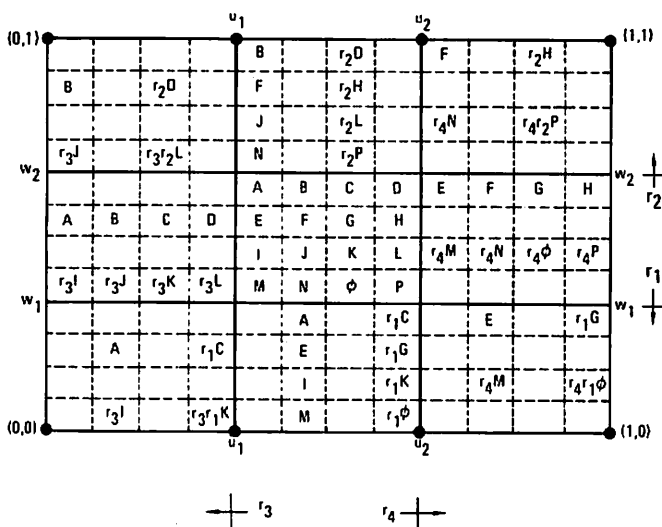 u₁ u₂
(0,1) (1,1)
B r₂D F r₂H
B r₂D F r₂H
J r₂L r₄N r₄r₂P
r₃J r₃r₂L N r₂P
w₂ w₂
A B C D E F G H
r₂
A B C D E F G H
I J K L r₄M r₄N r₄ϕ r₄P
r₁
r₃I r₃J r₃K r₃L M N ϕ P
w₁ w₁
A r₁C E r₁G
A r₁C E r₁G
I r₁K r₄M r₄r₁ϕ
r₃I r₃r₁K M r₁ϕ
(0,0) (1,0)
u₁ u₂
r₃ r₄